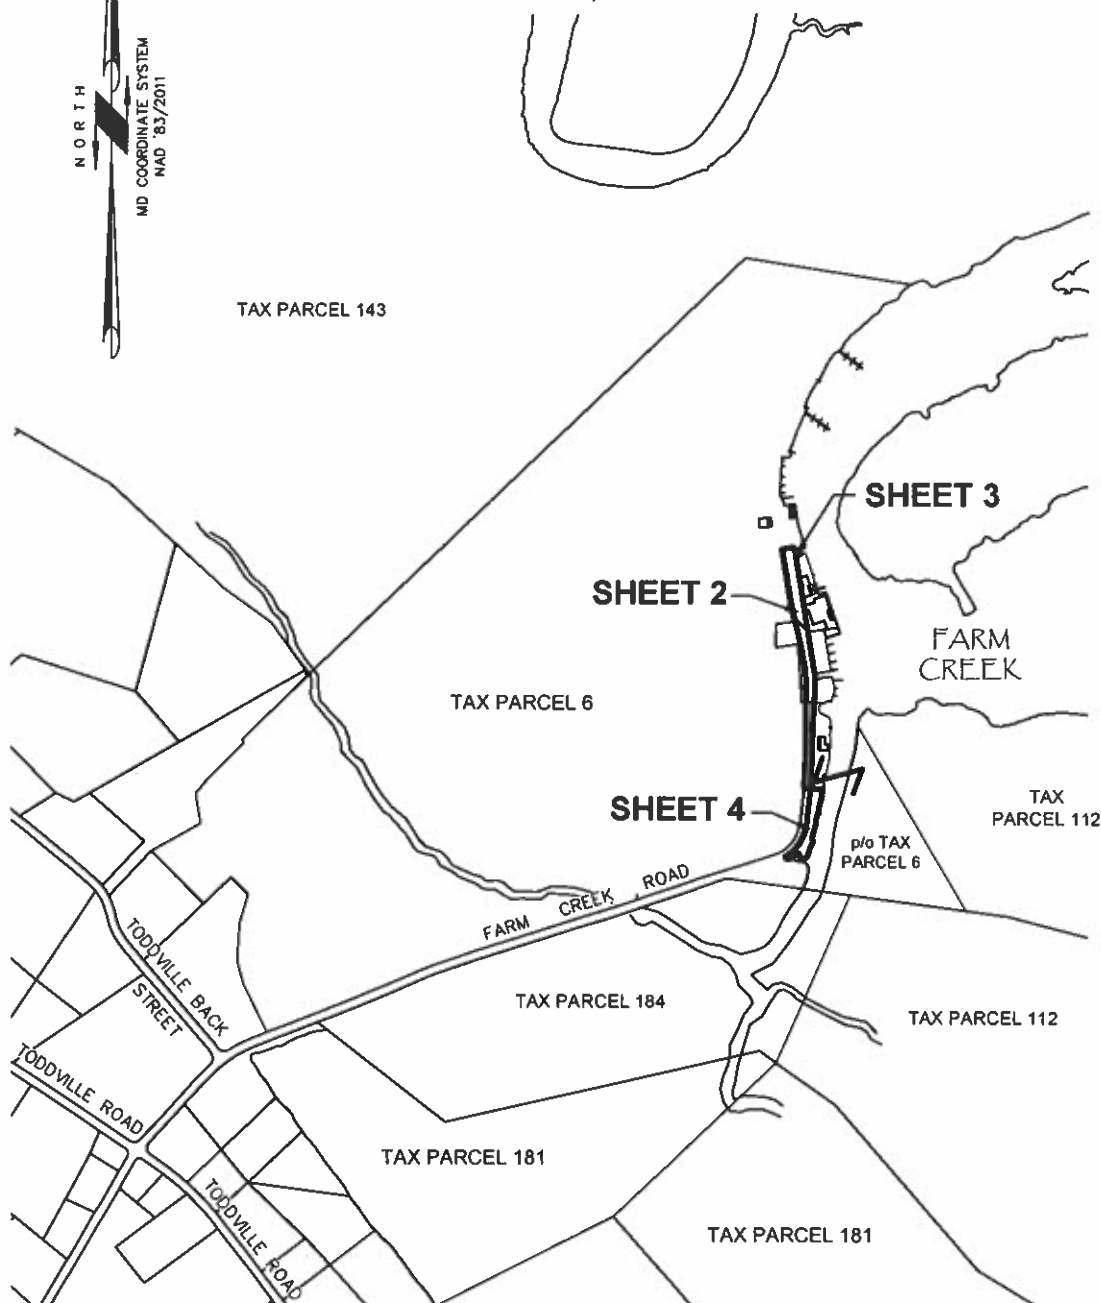 NORTH
MD COORDINATE SYSTEM
NAD '83/2011
TAX PARCEL 143
SHEET 3
SHEET 2
FARM
CREEK
TAX PARCEL 6
SHEET 4
TAX
PARCEL 112
p/o TAX
PARCEL 6
FARM CREEK ROAD
TODDVILLE BACK
STREET
TAX PARCEL 184
TAX PARCEL 112
TODDVILLE ROAD
TAX PARCEL 181
TODDVILLE ROAD
TAX PARCEL 181